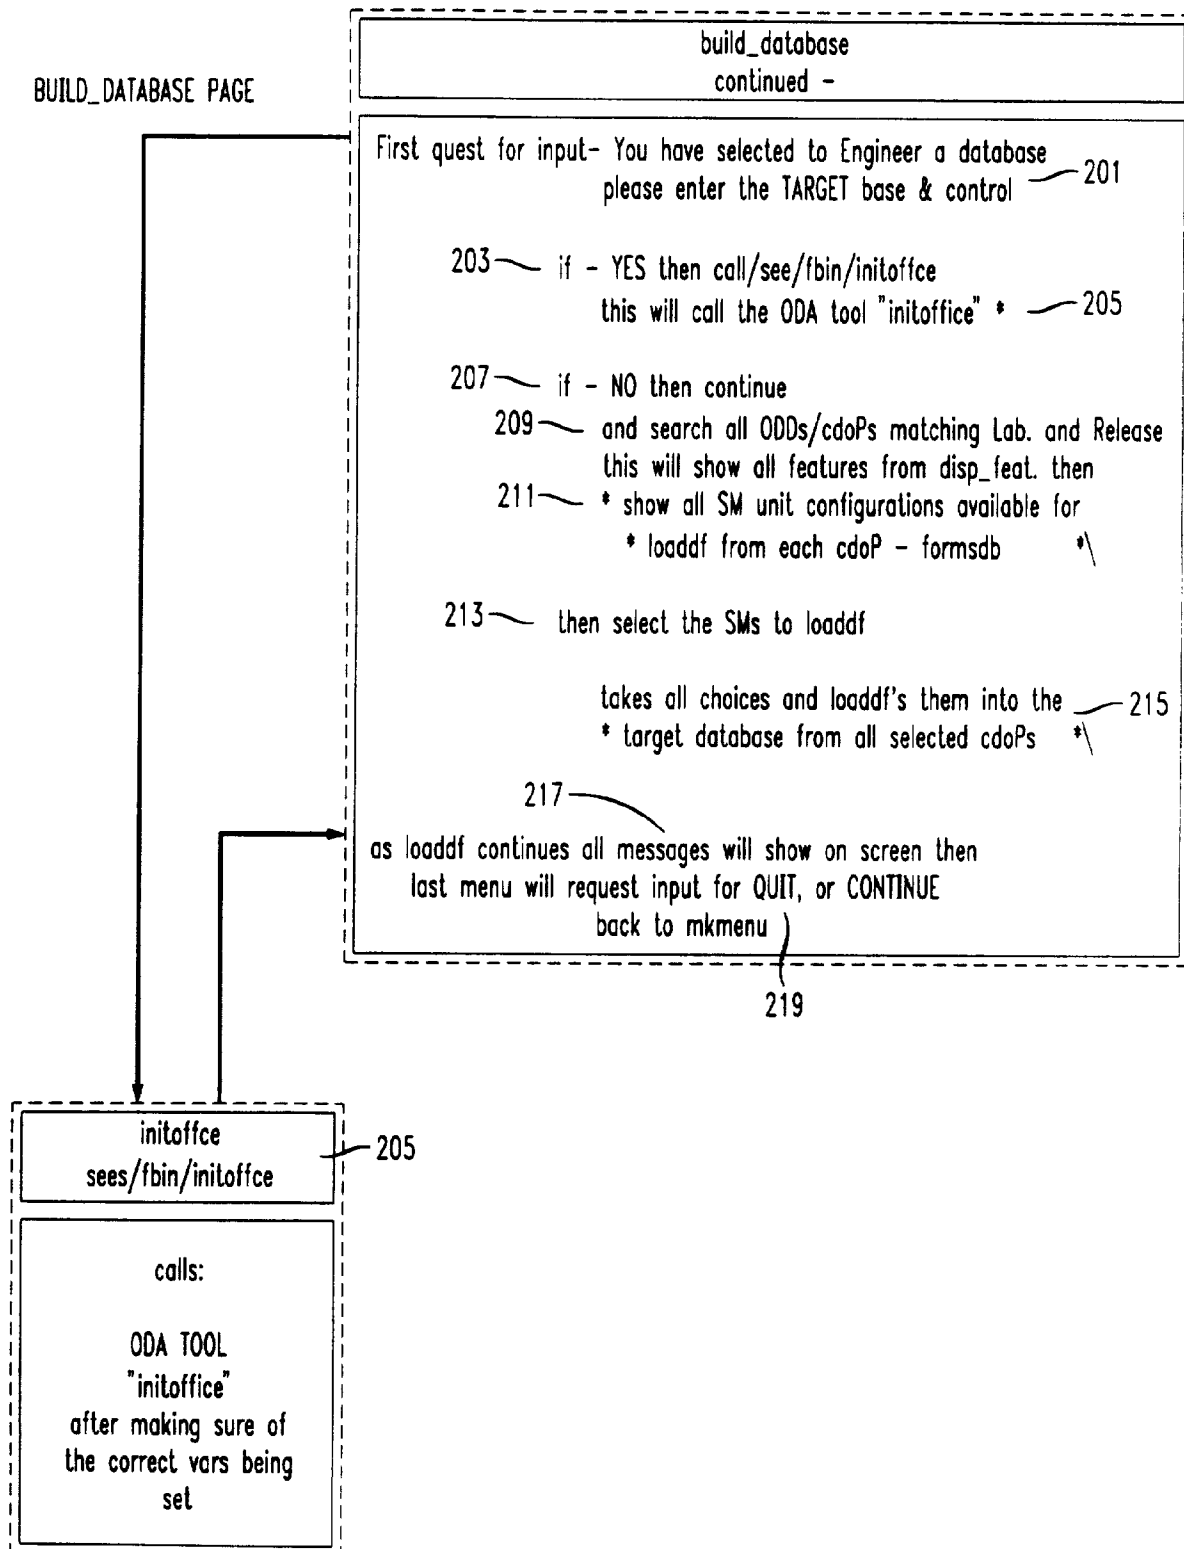 BUILD_DATABASE PAGE
build_database
continued -
First quest for input- You have selected to Engineer a database
please enter the TARGET base & control
201
203
if - YES then call/see/fbin/initoffce
this will call the ODA tool "initoffice" *
205
207
if - NO then continue
209
and search all ODDs/cdoPs matching Lab. and Release
this will show all features from disp_feat. then
211
* show all SM unit configurations available for
* loaddf from each cdoP - formsdb *\
213
then select the SMs to loaddf
takes all choices and loaddf's them into the
215
* target database from all selected cdoPs *\
217
as loaddf continues all messages will show on screen then
last menu will request input for QUIT, or CONTINUE
back to mkmenu
219
initoffce
sees/fbin/initoffce
205
calls:
ODA TOOL
"initoffice"
after making sure of
the correct vars being
set